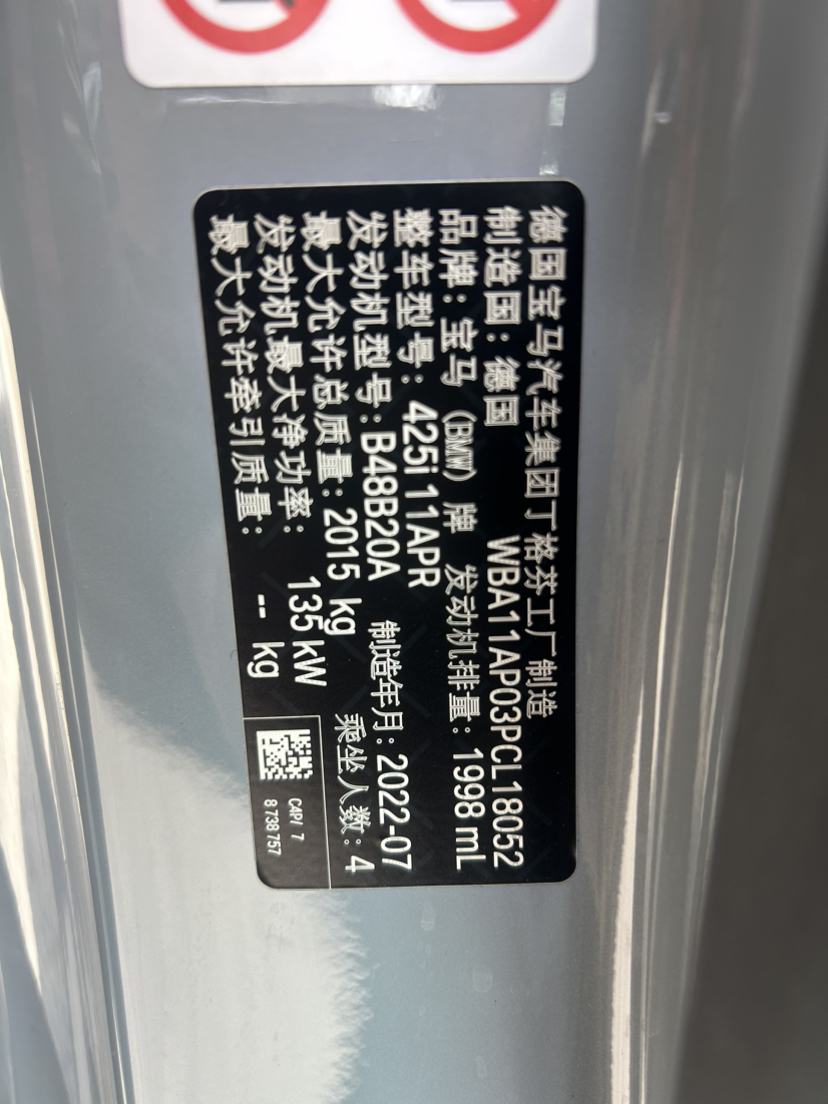 德国宝马汽车集团丁格芬工厂制造
制造国：德国 WBA11AP03PCL18052
品牌：宝马（BMW）牌 发动机排量：1998 mL
整车型号：425i 11APR
发动机型号：B48B20A 制造年月：2022-07
最大允许总质量：2015 kg 乘坐人数：4
发动机最大净功率：135 kW
最大允许牵引质量：-- kg
C4P/ 7
8 738 757